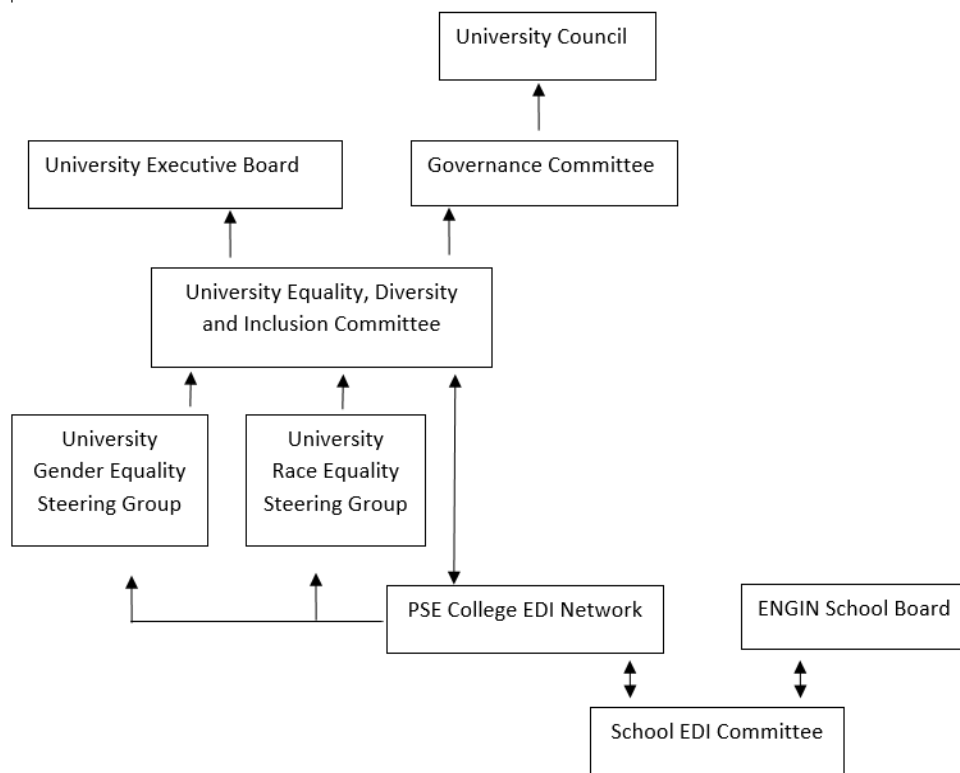 University Council
University Executive Board
Governance Committee
University Equality, Diversity
and Inclusion Committee
University
Gender Equality
Steering Group
University
Race Equality
Steering Group
PSE College EDI Network
ENGIN School Board
School EDI Committee